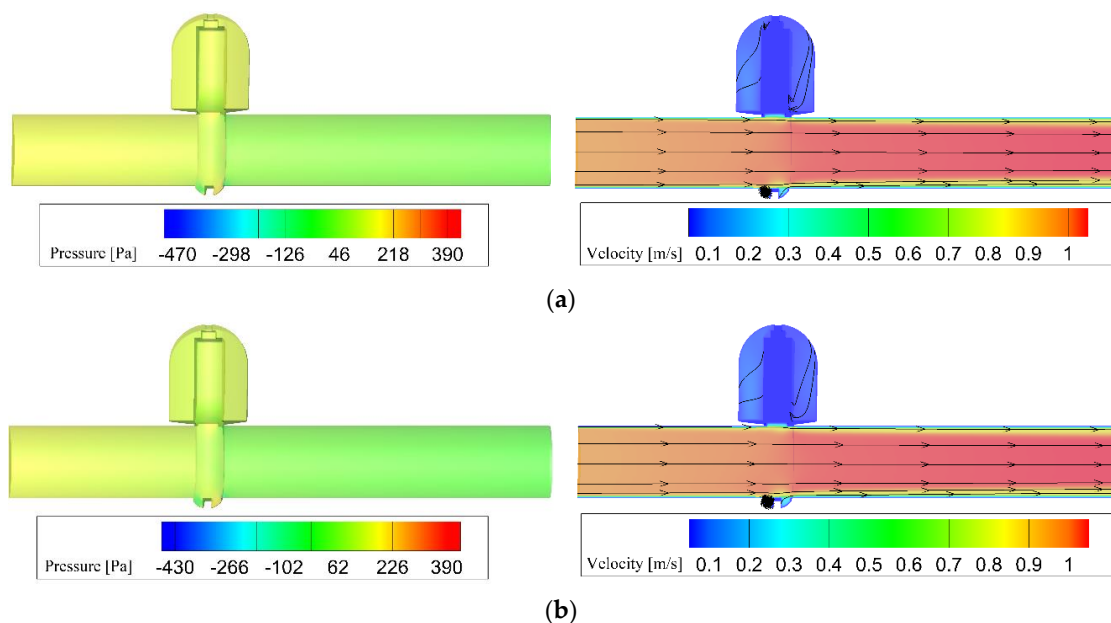 Pressure [Pa] -470 -298 -126 46 218 390
Velocity [m/s] 0.1 0.2 0.3 0.4 0.5 0.6 0.7 0.8 0.9 1
(a)
Pressure [Pa] -430 -266 -102 62 226 390
Velocity [m/s] 0.1 0.2 0.3 0.4 0.5 0.6 0.7 0.8 0.9 1
(b)